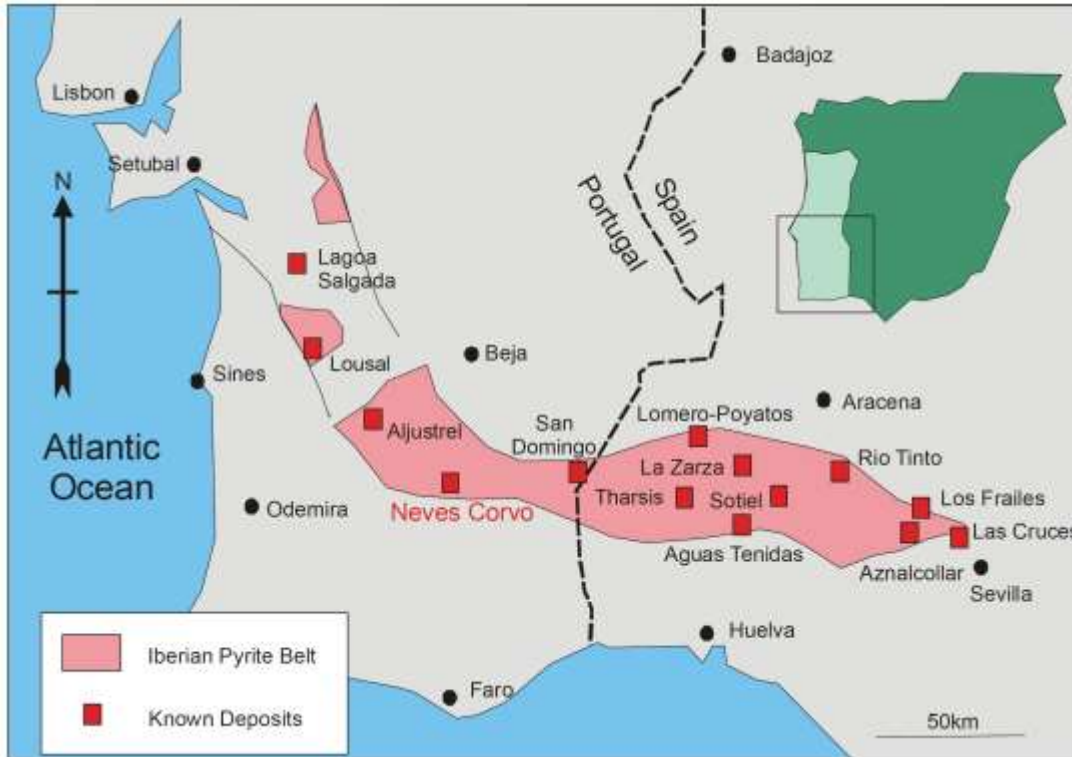 Badajoz
Lisbon
Setubal
N
Portugal
Spain
Lagoa
Salgada
Lousal
Beja
Sines
Aljustrel
San
Domingo
Lomero-Poyatos
Aracena
La Zarza
Rio Tinto
Atlantic
Ocean
Neves Corvo
Tharsis
Sotiel
Los Frailes
Odemira
Las Cruces
Aguas Tenidas
Aznalcollar
Sevilla
Huelva
Iberian Pyrite Belt
Known Deposits
Faro
50km